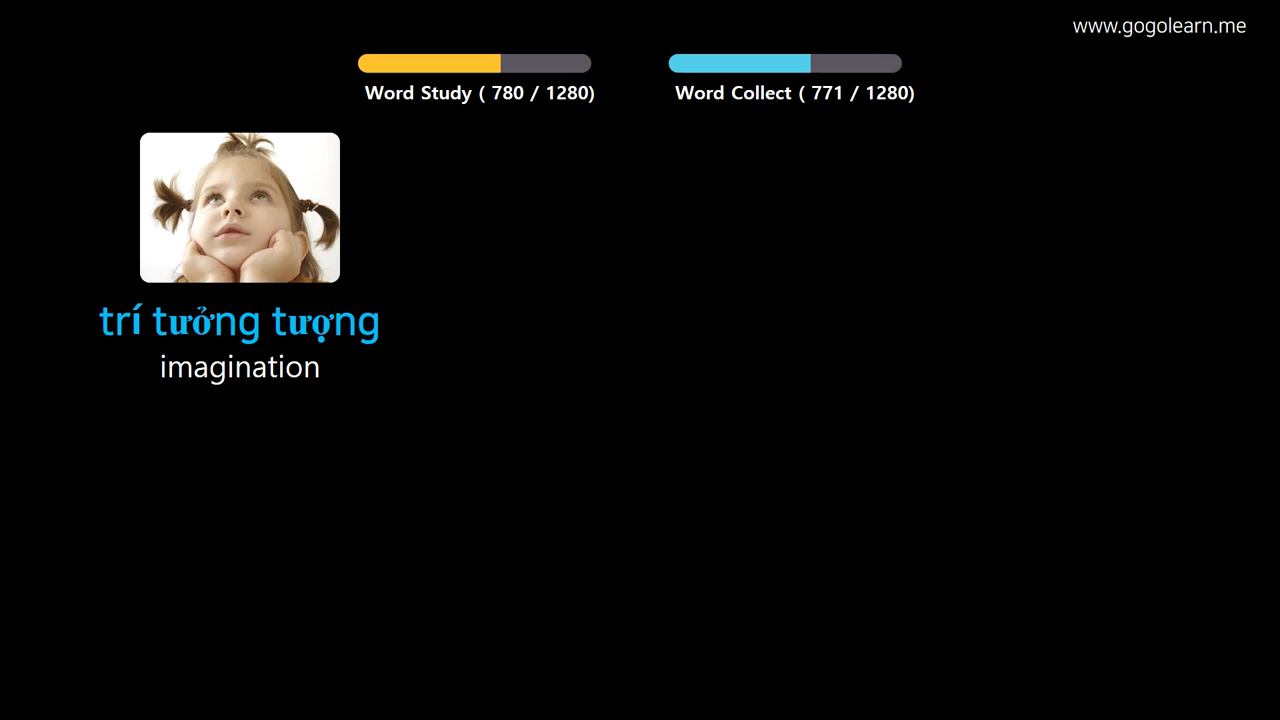 www.gogolearn.me
Word Study ( 780 / 1280)
Word Collect ( 771 / 1280)
trí tưởng tượng
imagination